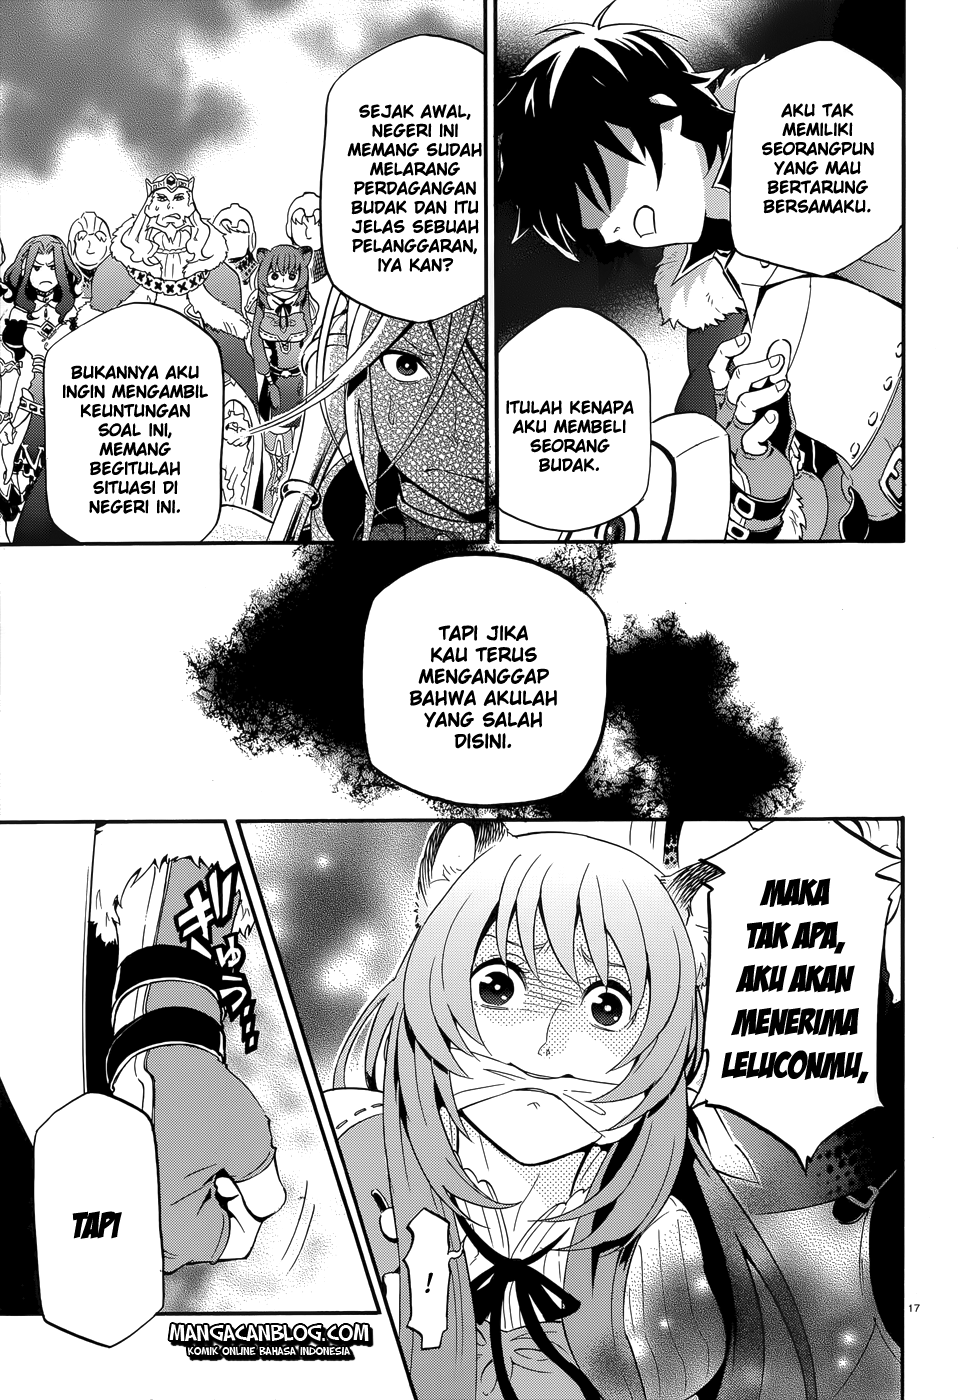 AKU TAK
MEMILIKI
SEORANGPUN
YANG MAU
BERTARUNG
BERSAMAKU.
ITULAH KENAPA
AKU MEMBELI
SEORANG
BUDAK.
SEJAK AWAL,
NEGERI INI
MEMANG SUDAH
MELARANG
PERDAGANGAN
BUDAK DAN ITU
JELAS SEBUAH
PELANGGARAN,
IYA KAN?
BUKANNYA AKU
INGIN MENGAMBIL
KEUNTUNGAN
SOAL INI,
MEMANG
BEGITULAH
SITUASI DI
NEGERI INI.
TAPI JIKA
KAU TERUS
MENGANGGAP
BAHWA AKULAH
YANG SALAH
DISINI.
MAKA
TAK APA,
AKU AKAN
MENERIMA
LELUCONMU,
!
ギュウ…
TAPI
17
MANGACANBLOG.COM
KOMIK ONLINE BAHASA INDONESIA